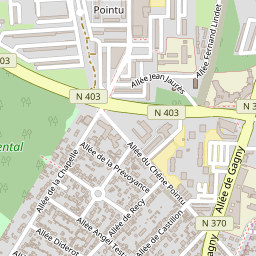 Pointu
Allée Fernand Lindet
Allée Jean Jaurès
03
N 403
N 403
N 3
ental
Allée de la Chapelle
Allée de la Prévoyance
Allée du Chêne Pointu
Allée de Gagny
Allée de Recy
Allée de Castillon
N 370
Gagny
Allée Angel Test
Allée Diderot